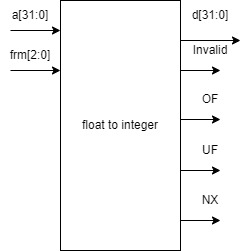 a[31:0]
d[31:0]
frm[2:0]
Invalid
OF
float to integer
UF
NX